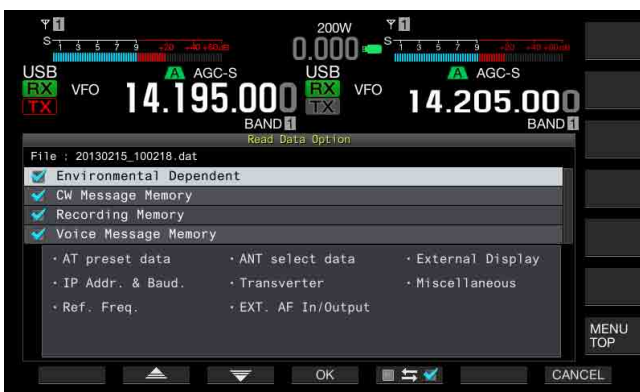 1 200W 1
S 1 3 5 7 9 +20 +40 +60dB 0.000 S 1 3 5 7 9 +20 +40 +60dB
USB A AGC-S USB A AGC-S
RX VFO 14.195.000 RX VFO 14.205.000
TX TX
BAND 1 BAND 1
Read Data Option
File : 20130215_100218.dat
Environmental Dependent
CW Message Memory
Recording Memory
Voice Message Memory
・AT preset data ・ANT select data ・External Display
・IP Addr. & Baud. ・Transverter ・Miscellaneous
・Ref. Freq. ・EXT. AF In/Output
MENU
TOP
OK CANCEL